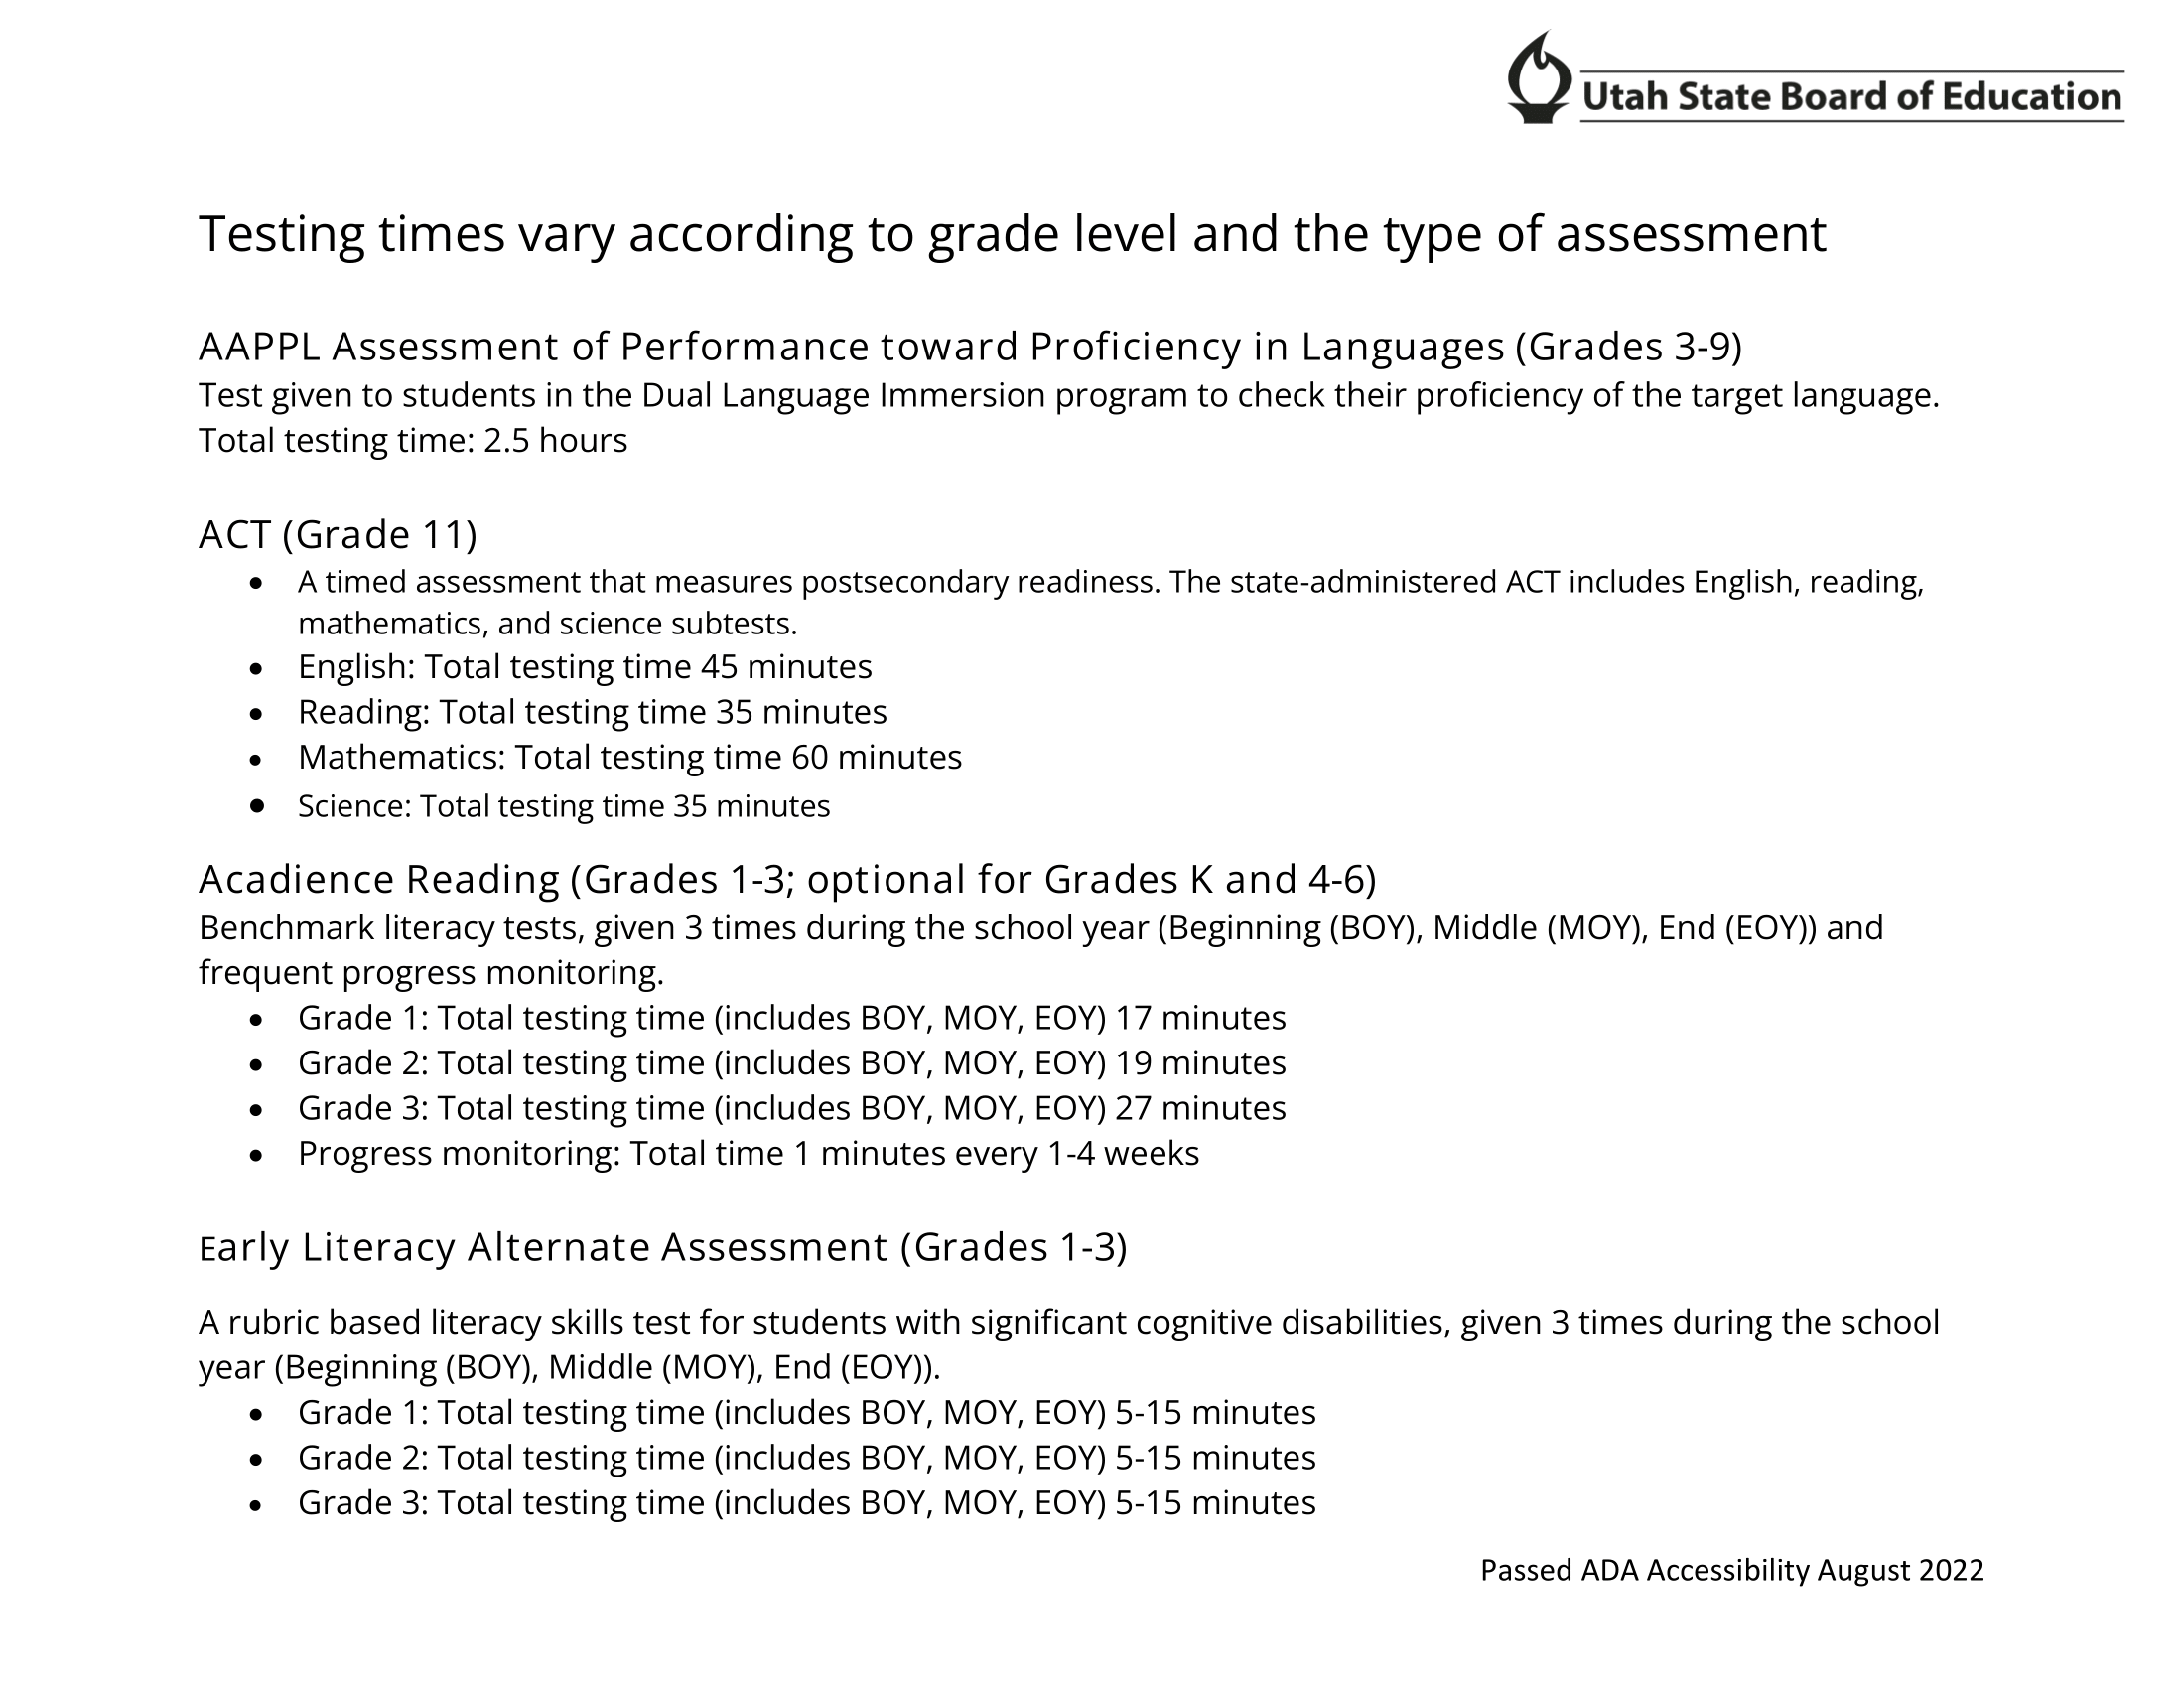 Utah State Board of Education
Testing times vary according to grade level and the type of assessment
AAPPL Assessment of Performance toward Proficiency in Languages (Grades 3-9)
Test given to students in the Dual Language Immersion program to check their proficiency of the target language.
Total testing time: 2.5 hours
ACT (Grade 11)
• A timed assessment that measures postsecondary readiness. The state-administered ACT includes English, reading,
mathematics, and science subtests.
• English: Total testing time 45 minutes
• Reading: Total testing time 35 minutes
• Mathematics: Total testing time 60 minutes
• Science: Total testing time 35 minutes
Acadience Reading (Grades 1-3; optional for Grades K and 4-6)
Benchmark literacy tests, given 3 times during the school year (Beginning (BOY), Middle (MOY), End (EOY)) and
frequent progress monitoring.
• Grade 1: Total testing time (includes BOY, MOY, EOY) 17 minutes
• Grade 2: Total testing time (includes BOY, MOY, EOY) 19 minutes
• Grade 3: Total testing time (includes BOY, MOY, EOY) 27 minutes
• Progress monitoring: Total time 1 minutes every 1-4 weeks
Early Literacy Alternate Assessment (Grades 1-3)
A rubric based literacy skills test for students with significant cognitive disabilities, given 3 times during the school
year (Beginning (BOY), Middle (MOY), End (EOY)).
• Grade 1: Total testing time (includes BOY, MOY, EOY) 5-15 minutes
• Grade 2: Total testing time (includes BOY, MOY, EOY) 5-15 minutes
• Grade 3: Total testing time (includes BOY, MOY, EOY) 5-15 minutes
Passed ADA Accessibility August 2022